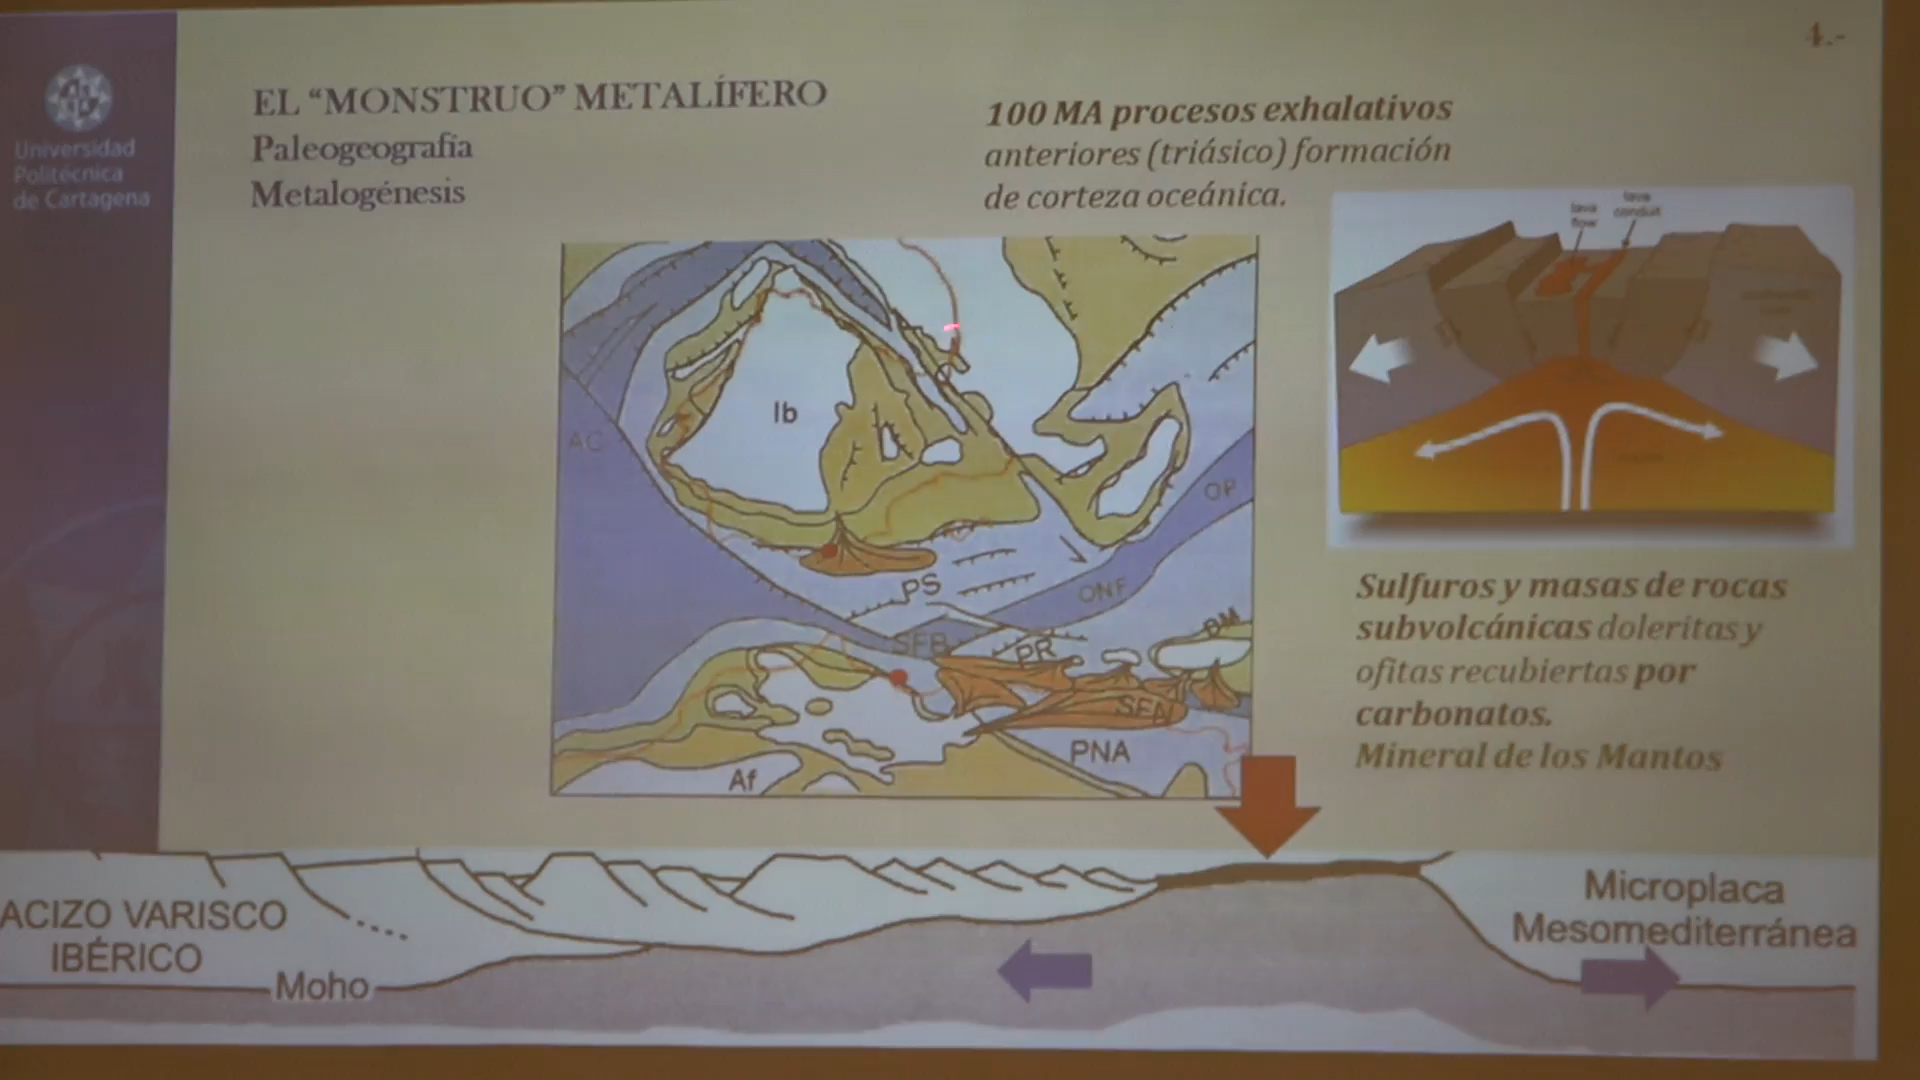 4.-
Universidad
Politécnica
de Cartagena
EL “MONSTRUO” METALÍFERO
Paleogeografía
Metalogénesis
100 MA procesos exhalativos
anteriores (triásico) formación
de corteza oceánica.
lava
flow
lava
conduit
Ib
AC
OP
PS
ONF
SFB
PR
BM
SFN
PNA
Af
Sulfuros y masas de rocas
subvolcánicas doleritas y
ofitas recubiertas por
carbonatos.
Mineral de los Mantos
ACIZO VARISCO
IBÉRICO
Moho
Microplaca
Mesomediterránea